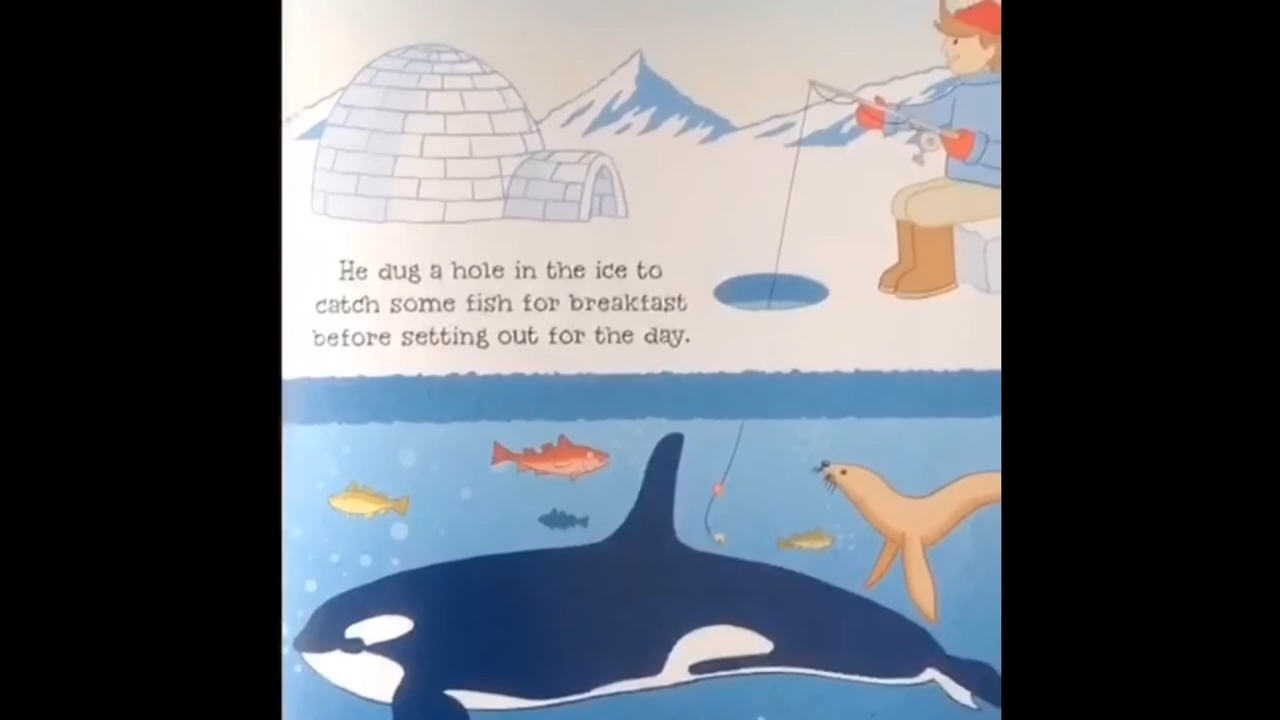 He dug a hole in the ice to
catch some fish for breakfast
before setting out for the day.